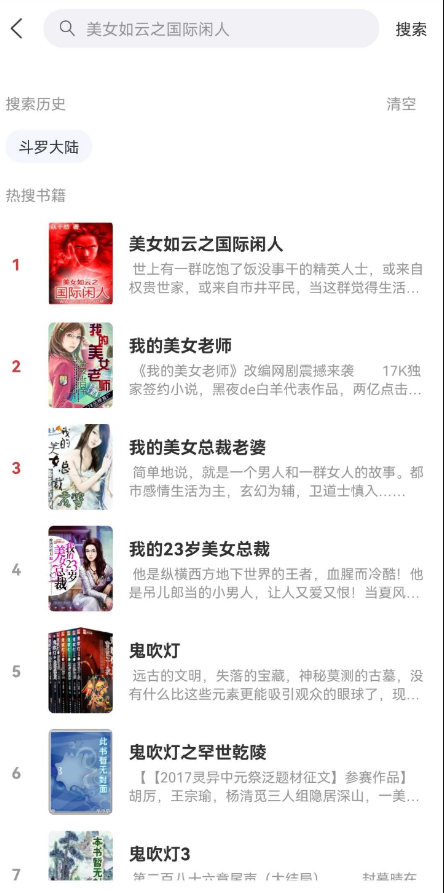 美女如云之国际闲人
搜索
搜索历史
清空
斗罗大陆
热搜书籍
1
美女如云之
国际闲人
美女如云之国际闲人
世上有一群吃饱了饭没事干的精英人士，或来自
权贵世家，或来自市井平民，当这群觉得生活...
2
我的美女老师
我的美女老师
《我的美女老师》改编网剧震撼来袭 17K独
家签约小说，黑夜de白羊代表作品，两亿点击...
3
我的美女总裁
我的美女总裁老婆
简单地说，就是一个男人和一群女人的故事。都
市感情生活为主，玄幻为辅，卫道士慎入......
4
我的23岁
美女总裁
我的23岁美女总裁
他是纵横西方地下世界的王者，血腥而冷酷！他
是吊儿郎当的小男人，让人又爱又恨！当夏风...
5
鬼吹灯
远古的文明，失落的宝藏，神秘莫测的古墓，没
有什么比这些元素更能吸引观众的眼球了，现...
6
此书暂无封面
鬼吹灯之罕世乾陵
【【2017灵异中元祭泛题材征文】参赛作品】
胡厉，王宗瑜，杨清觅三人组隐居深山，一美...
7
本书暂无
鬼吹灯3
第二百八十六章尾声（大结局） 封墓晴在